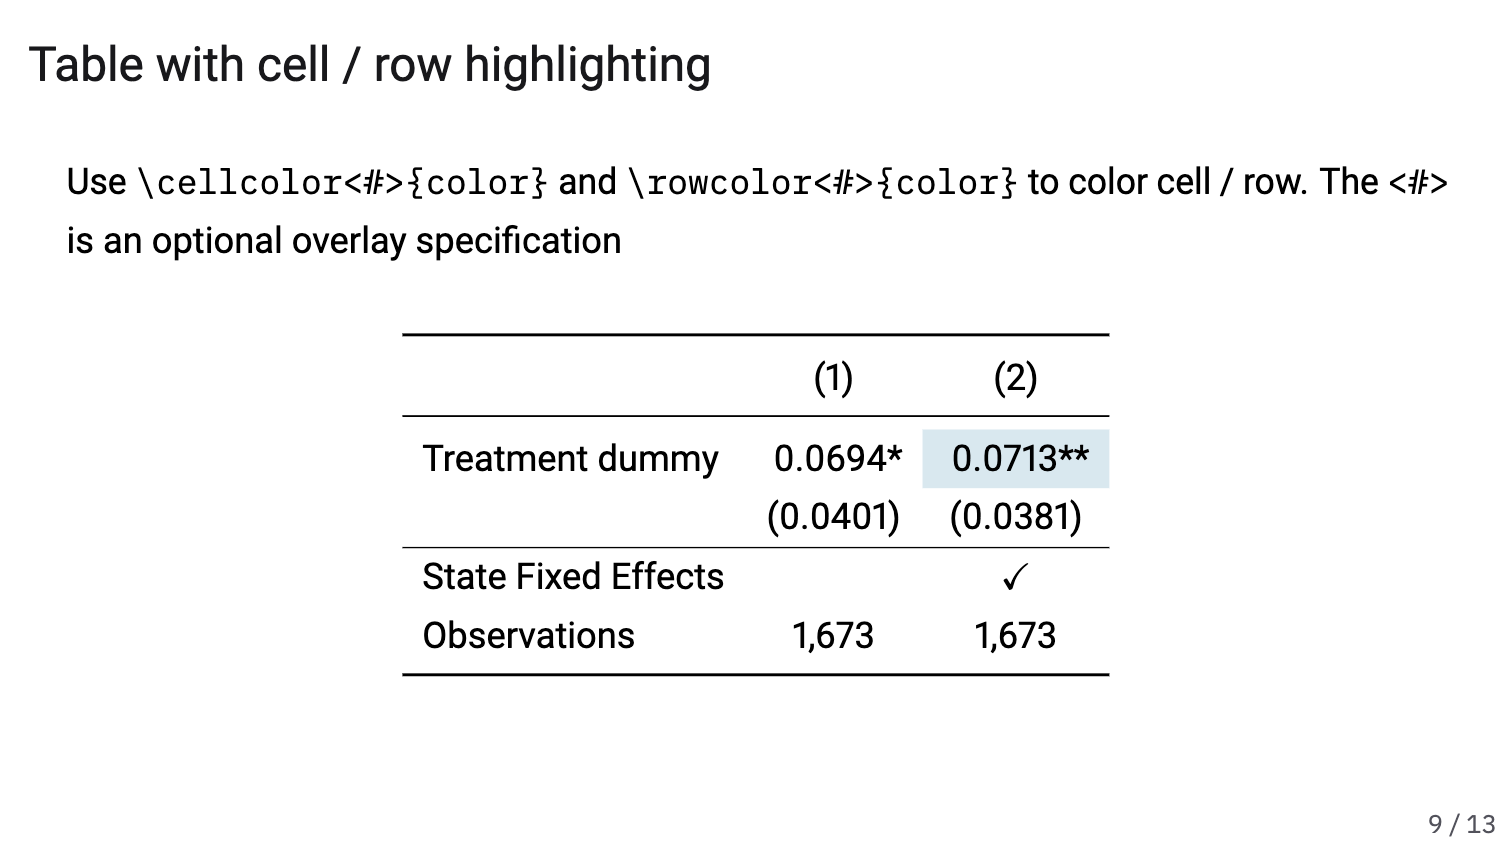 Table with cell / row highlighting
Use \cellcolor<#>{color} and \rowcolor<#>{color} to color cell / row. The <#>
is an optional overlay specification
(1) (2)
Treatment dummy 0.0694* 0.0713**
(0.0401) (0.0381)
State Fixed Effects ✓
Observations 1,673 1,673
9 / 13